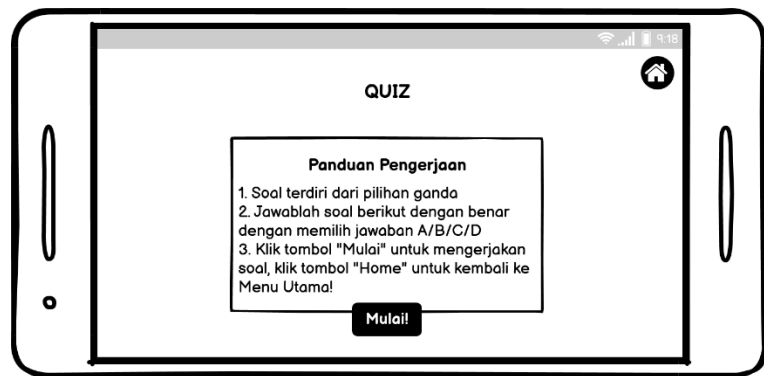 9:18
QUIZ
Panduan Pengerjaan
1. Soal terdiri dari pilihan ganda
2. Jawablah soal berikut dengan benar
dengan memilih jawaban A/B/C/D
3. Klik tombol "Mulai" untuk mengerjakan
soal, klik tombol "Home" untuk kembali ke
Menu Utama!
Mulai!